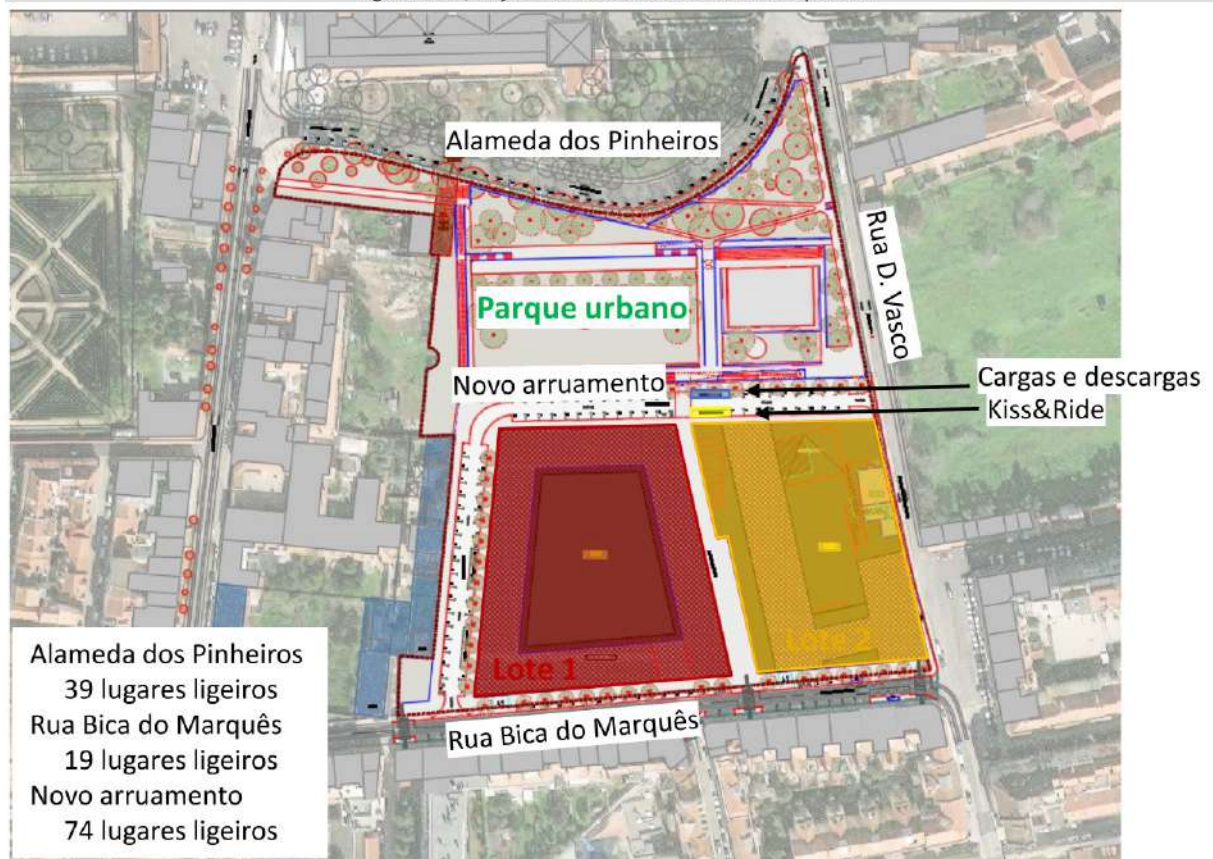 Alameda dos Pinheiros
Rua D. Vasco
Parque urbano
Novo arruamento
Cargas e descargas
Kiss&Ride
Lote 1
Lote 2
Rua Bica do Marquês
Alameda dos Pinheiros
39 lugares ligeiros
Rua Bica do Marquês
19 lugares ligeiros
Novo arruamento
74 lugares ligeiros